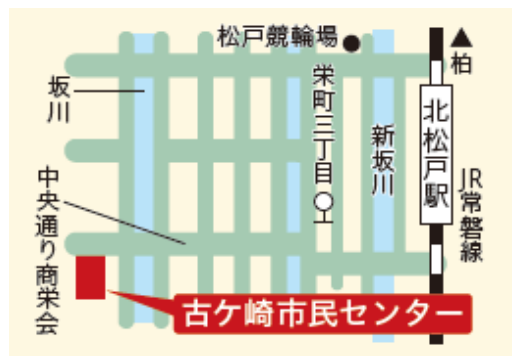 松戸競輪場
柏
坂川
栄町三丁目
新坂川
北松戸駅
JR常磐線
中央通り商栄会
古ケ崎市民センター